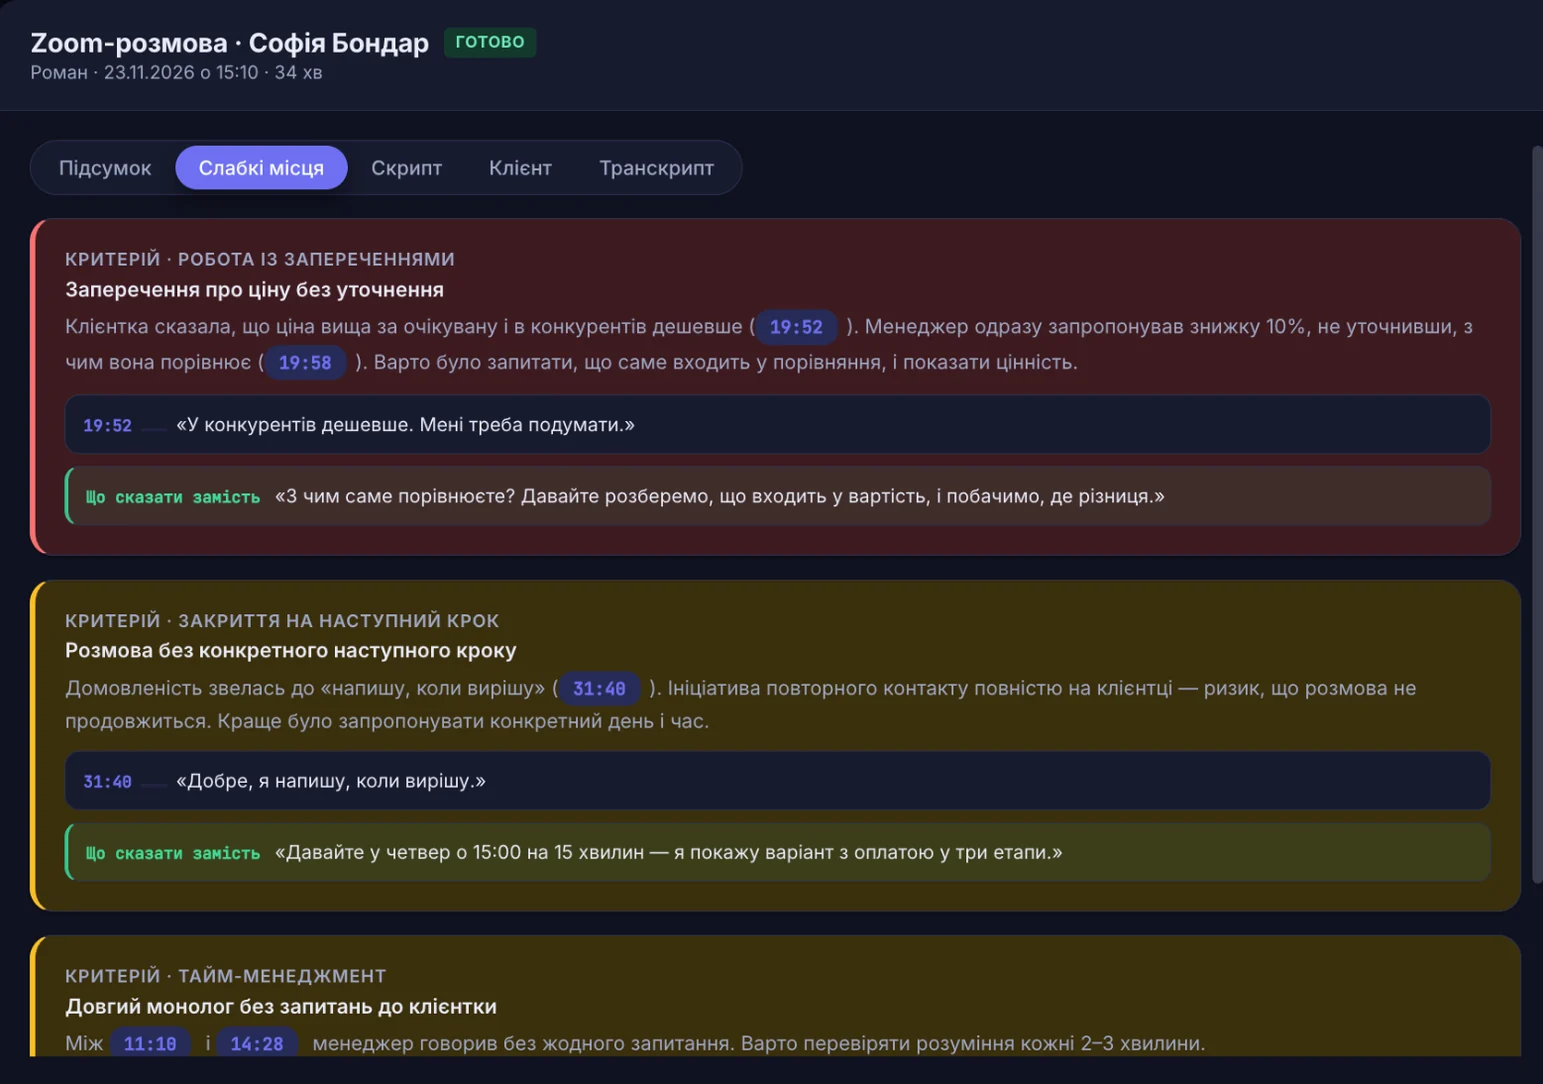 Zoom-розмова · Софія Бондар ГОТОВО
Роман · 23.11.2026 о 15:10 · 34 хв
Підсумок Слабкі місця Скрипт Клієнт Транскрипт
КРИТЕРІЙ · РОБОТА ІЗ ЗАПЕРЕЧЕННЯМИ
Заперечення про ціну без уточнення
Клієнтка сказала, що ціна вища за очікувану і в конкурентів дешевше ( 19:52 ). Менеджер одразу запропонував знижку 10%, не уточнивши, з
чим вона порівнює ( 19:58 ). Варто було запитати, що саме входить у порівняння, і показати цінність.
19:52 «У конкурентів дешевше. Мені треба подумати.»
Що сказати замість «З чим саме порівнюєте? Давайте розберемо, що входить у вартість, і побачимо, де різниця.»
КРИТЕРІЙ · ЗАКРИТТЯ НА НАСТУПНИЙ КРОК
Розмова без конкретного наступного кроку
Домовленість звелась до «напишу, коли вирішу» ( 31:40 ). Ініціатива повторного контакту повністю на клієнтці — ризик, що розмова не
продовжиться. Краще було запропонувати конкретний день і час.
31:40 «Добре, я напишу, коли вирішу.»
Що сказати замість «Давайте у четвер о 15:00 на 15 хвилин — я покажу варіант з оплатою у три етапи.»
КРИТЕРІЙ · ТАЙМ-МЕНЕДЖМЕНТ
Довгий монолог без запитань до клієнтки
Між 11:10 і 14:28 менеджер говорив без жодного запитання. Варто перевіряти розуміння кожні 2–3 хвилини.